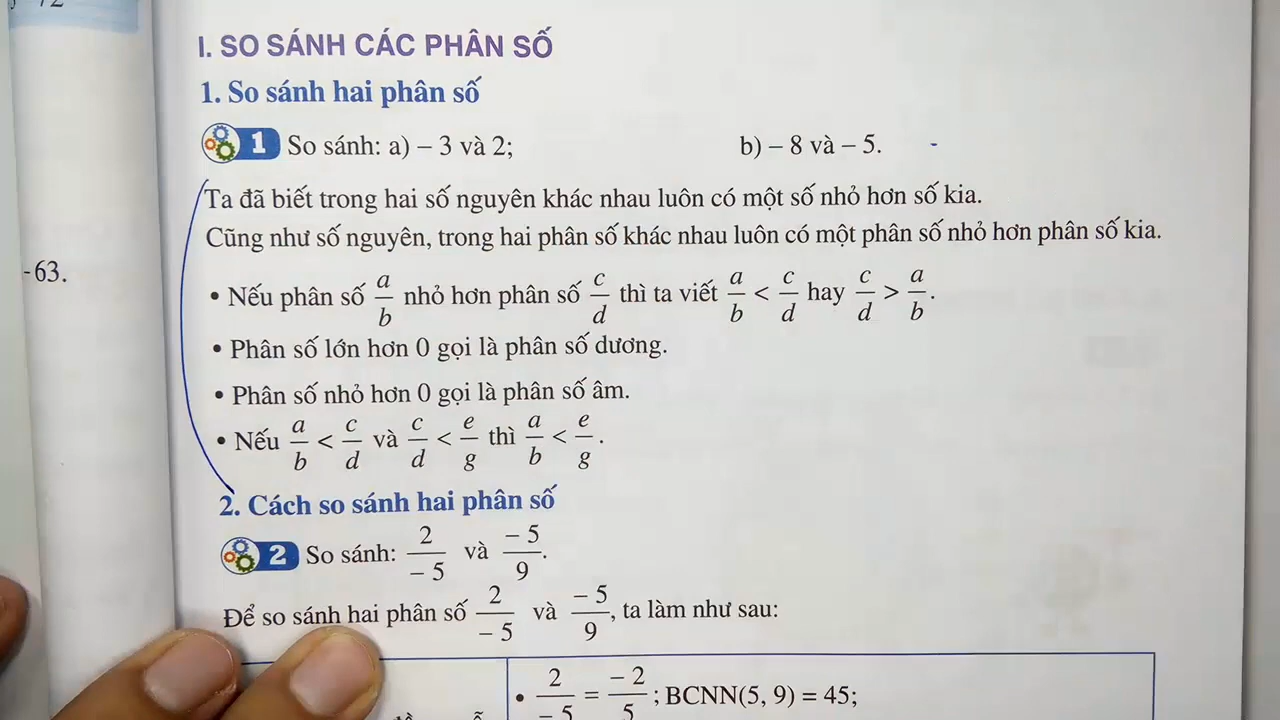 I. SO SÁNH CÁC PHÂN SỐ
1. So sánh hai phân số
1 So sánh: a) – 3 và 2; b) – 8 và – 5.
Ta đã biết trong hai số nguyên khác nhau luôn có một số nhỏ hơn số kia.
Cũng như số nguyên, trong hai phân số khác nhau luôn có một phân số nhỏ hơn phân số kia.
-63.
• Nếu phân số a/b nhỏ hơn phân số c/d thì ta viết a/b < c/d hay c/d > a/b.
• Phân số lớn hơn 0 gọi là phân số dương.
• Phân số nhỏ hơn 0 gọi là phân số âm.
• Nếu a/b < c/d và c/d < e/g thì a/b < e/g.
2. Cách so sánh hai phân số
2 So sánh: 2/–5 và –5/9.
Để so sánh hai phân số 2/–5 và –5/9, ta làm như sau:
• 2/–5 = –2/5; BCNN(5, 9) = 45;